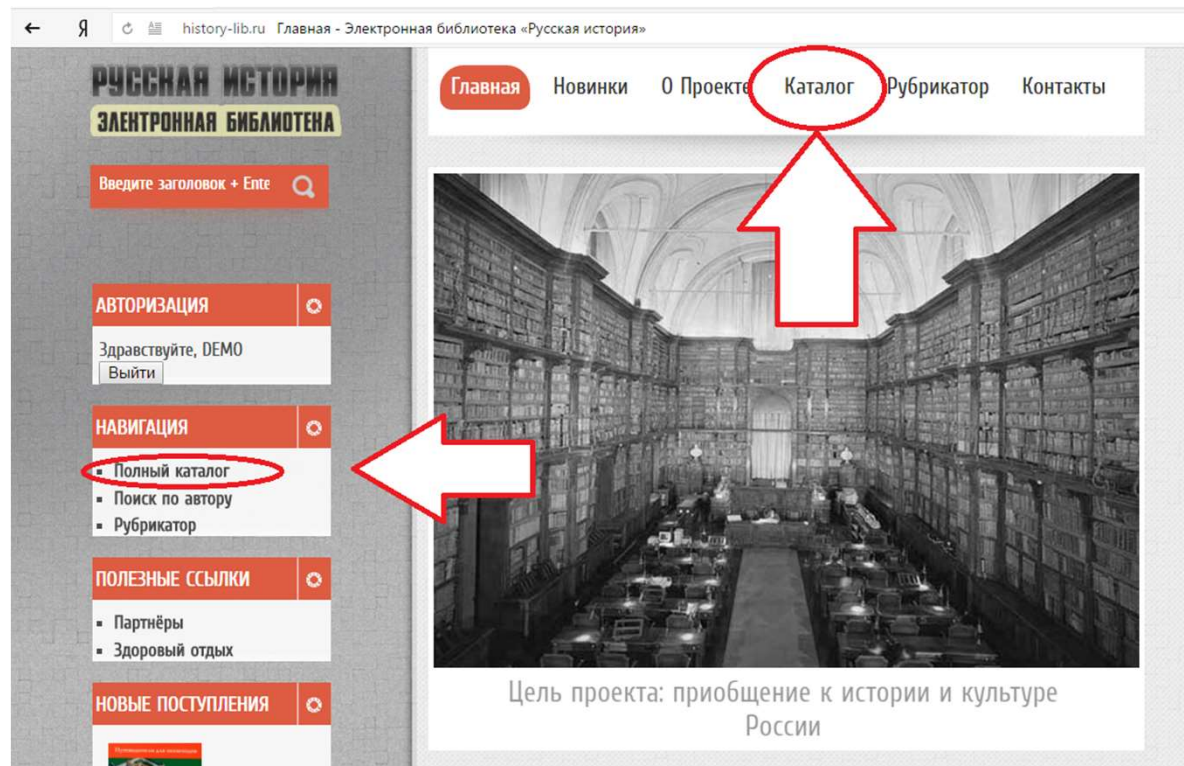 history-lib.ru Главная - Электронная библиотека «Русская история»
РУССКАЯ ИСТОРИЯ
ЭЛЕКТРОННАЯ БИБЛИОТЕКА
Главная Новинки О Проекте Каталог Рубрикатор Контакты
Введите заголовок + Ente
АВТОРИЗАЦИЯ
Здравствуйте, DEMO
Выйти
НАВИГАЦИЯ
Полный каталог
Поиск по автору
Рубрикатор
ПОЛЕЗНЫЕ ССЫЛКИ
Партнёры
Здоровый отдых
НОВЫЕ ПОСТУПЛЕНИЯ
Цель проекта: приобщение к истории и культуре
России